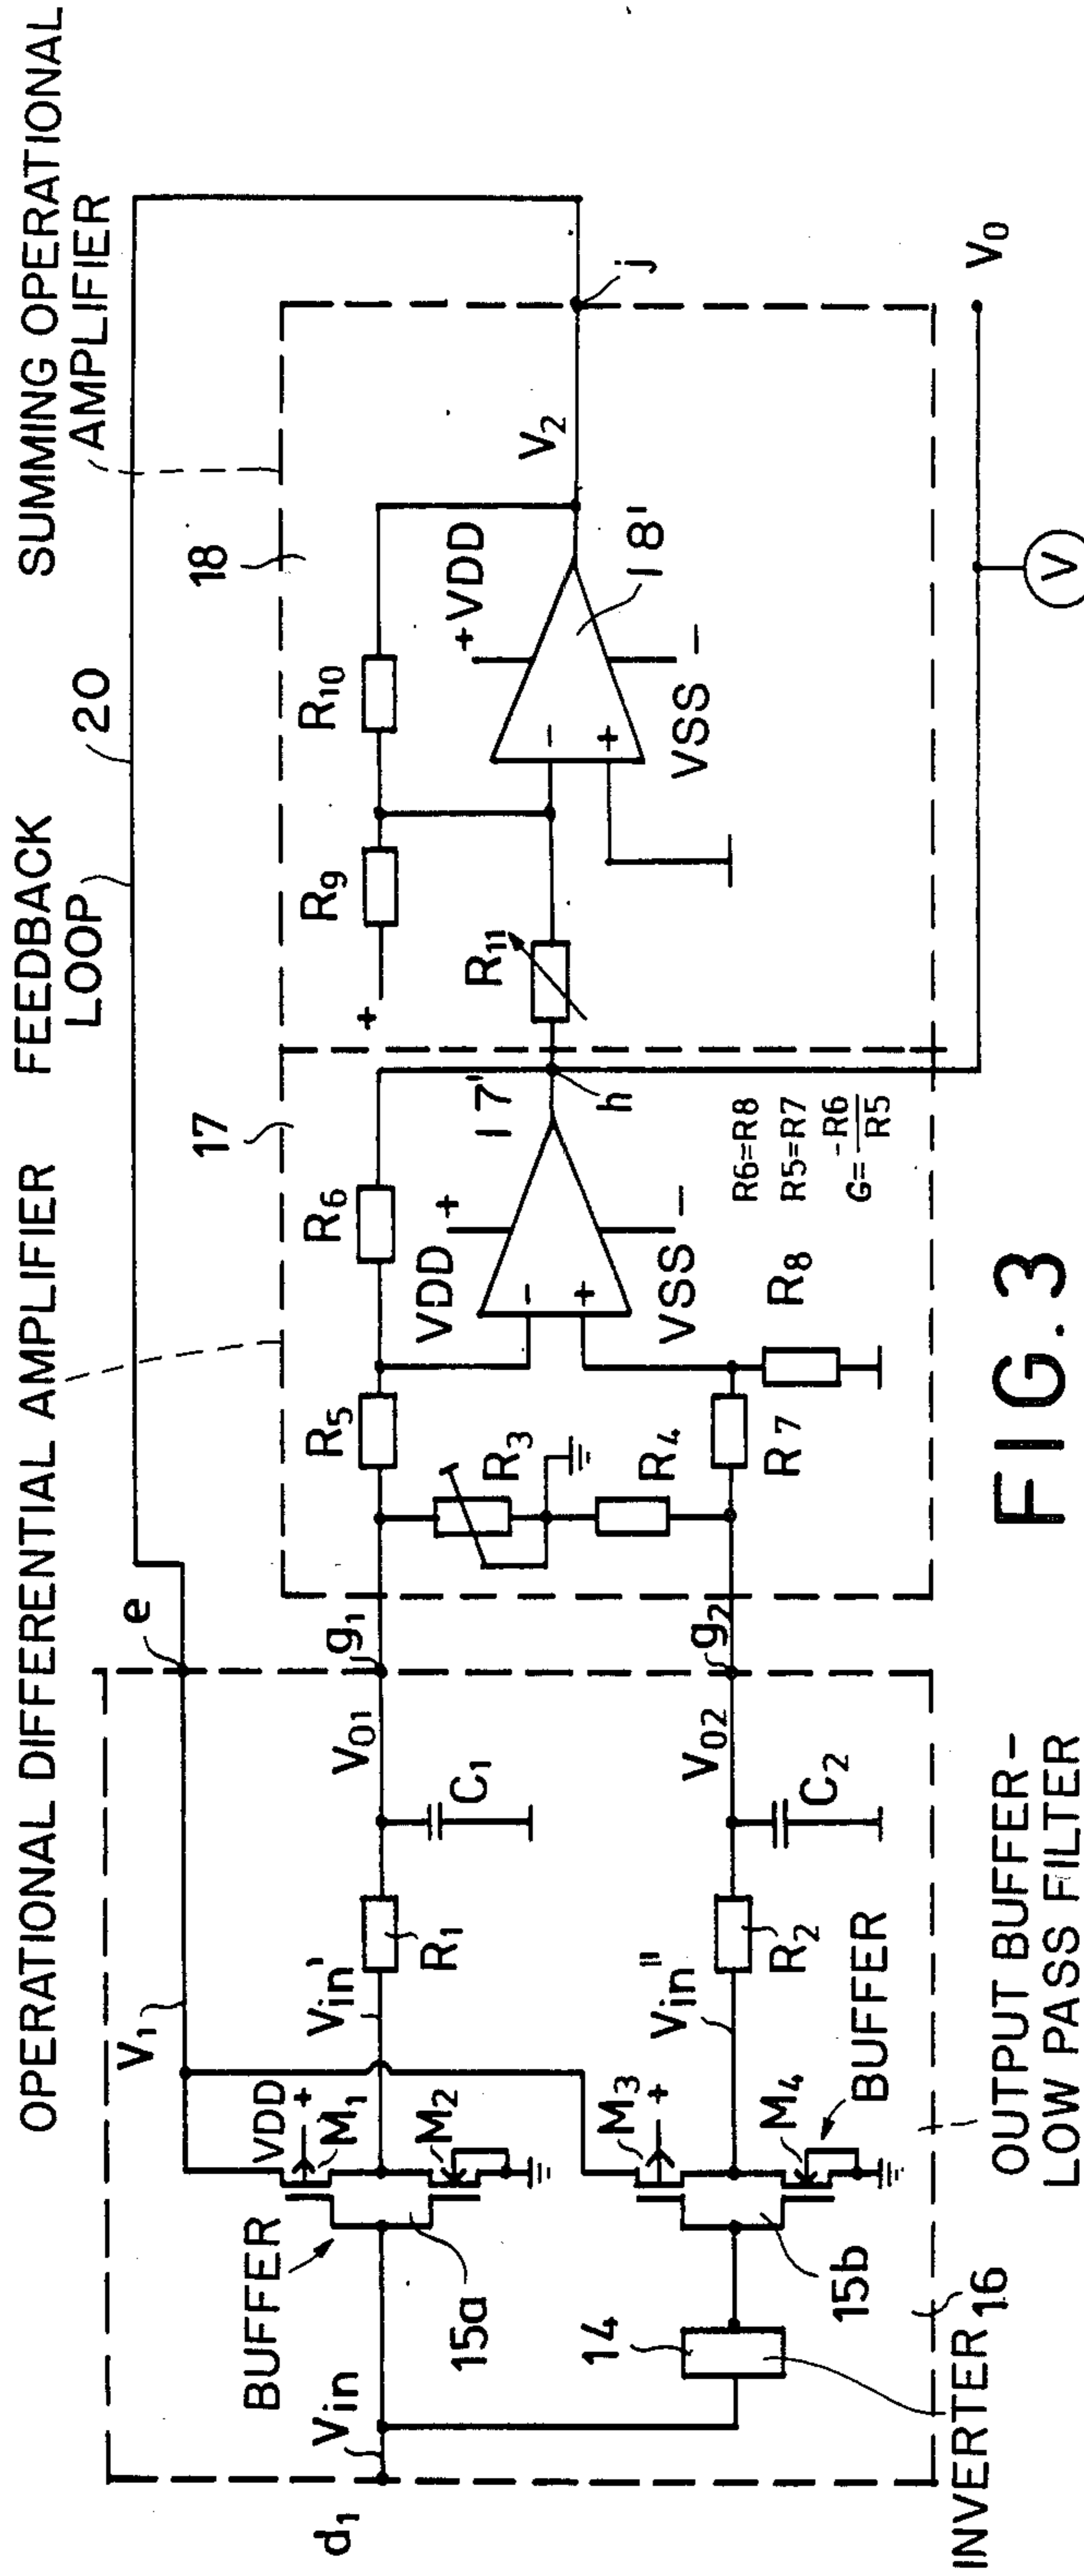 OPERATIONAL DIFFERENTIAL AMPLIFIER
FEEDBACK
LOOP
20
SUMMING OPERATIONAL
AMPLIFIER
V1
e
17
18
d1
Vin
BUFFER
15a
VDD
+
M1
M2
Vin'
R1
V01
C1
g1
14
15b
M3
+
M4
BUFFER
Vin"
R2
V02
C2
g2
INVERTER
16
OUTPUT BUFFER-
LOW PASS FILTER
R5
R3
R4
R7
R6
VDD
+
-
+
VSS
-
R8
17'
h
R6=R8
R5=R7
G=-R6/R5
R9
+
R10
R11
+VDD
-
+
VSS
-
18'
V2
j
V0
V
FIG. 3